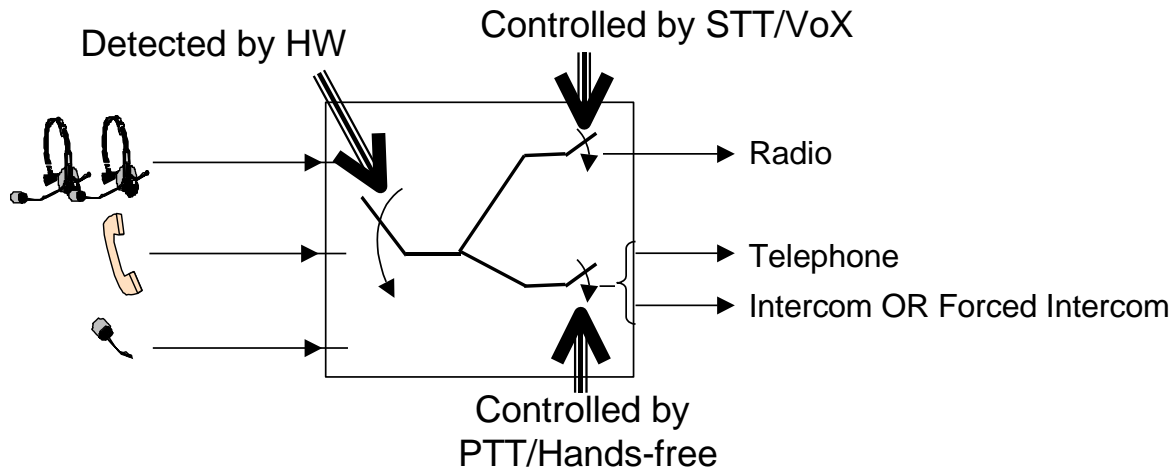 Controlled by STT/VoX
Detected by HW
Radio
Telephone
Intercom OR Forced Intercom
Controlled by
PTT/Hands-free